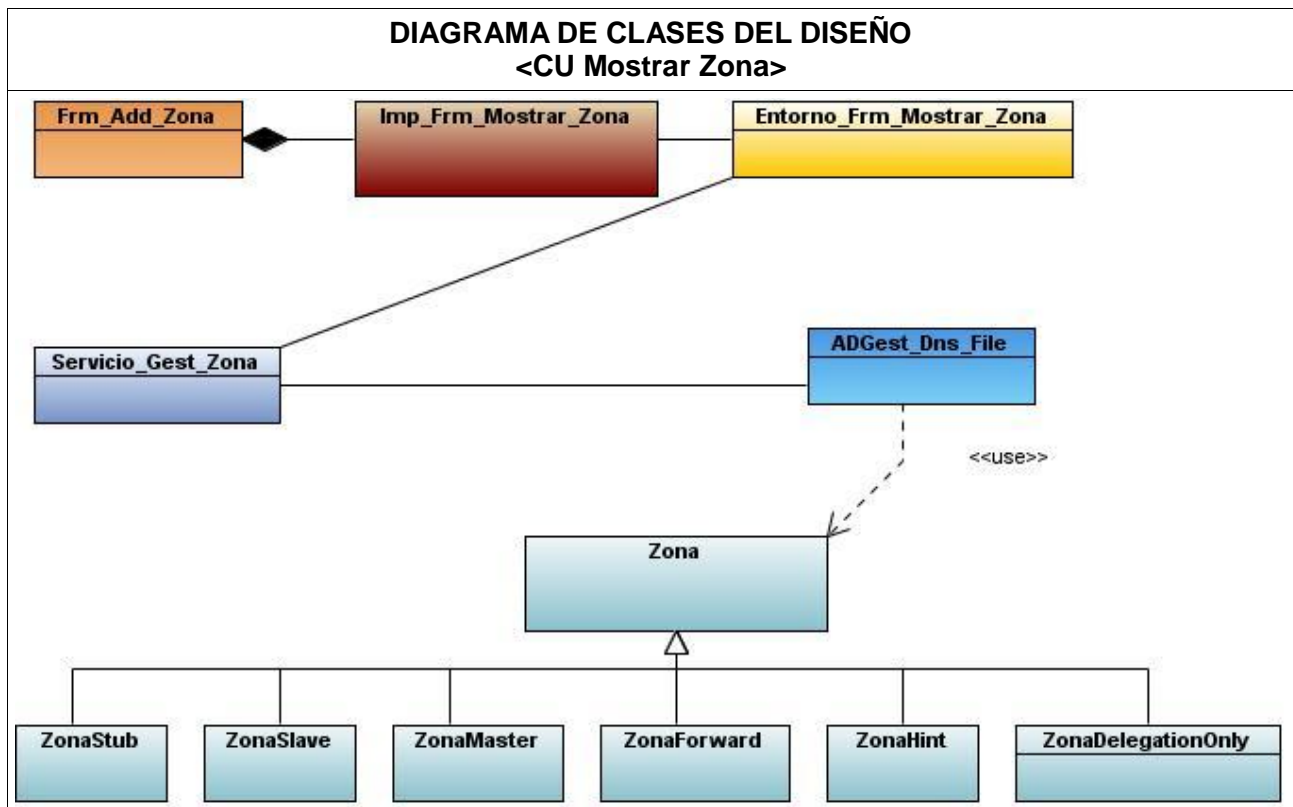 DIAGRAMA DE CLASES DEL DISEÑO
<CU Mostrar Zona>
Frm_Add_Zona
Imp_Frm_Mostrar_Zona
Entorno_Frm_Mostrar_Zona
Servicio_Gest_Zona
ADGest_Dns_File
<<use>>
Zona
ZonaStub
ZonaSlave
ZonaMaster
ZonaForward
ZonaHint
ZonaDelegationOnly